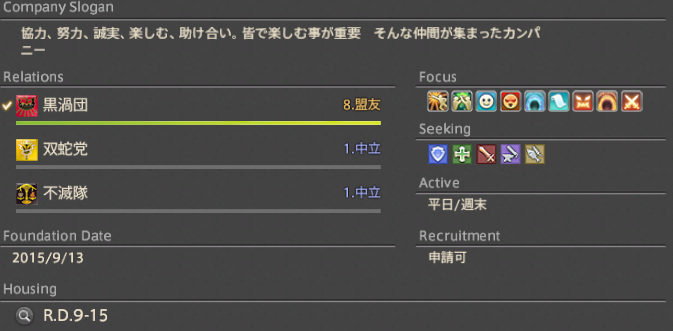 Company Slogan
協力、努力、誠実、楽しむ、助け合い。皆で楽しむ事が重要　そんな仲間が集まったカンパ
ニー
Relations
黒渦団 8.盟友
双蛇党 1.中立
不滅隊 1.中立
Focus
Seeking
Active
平日/週末
Foundation Date
2015/9/13
Recruitment
申請可
Housing
R.D.9-15